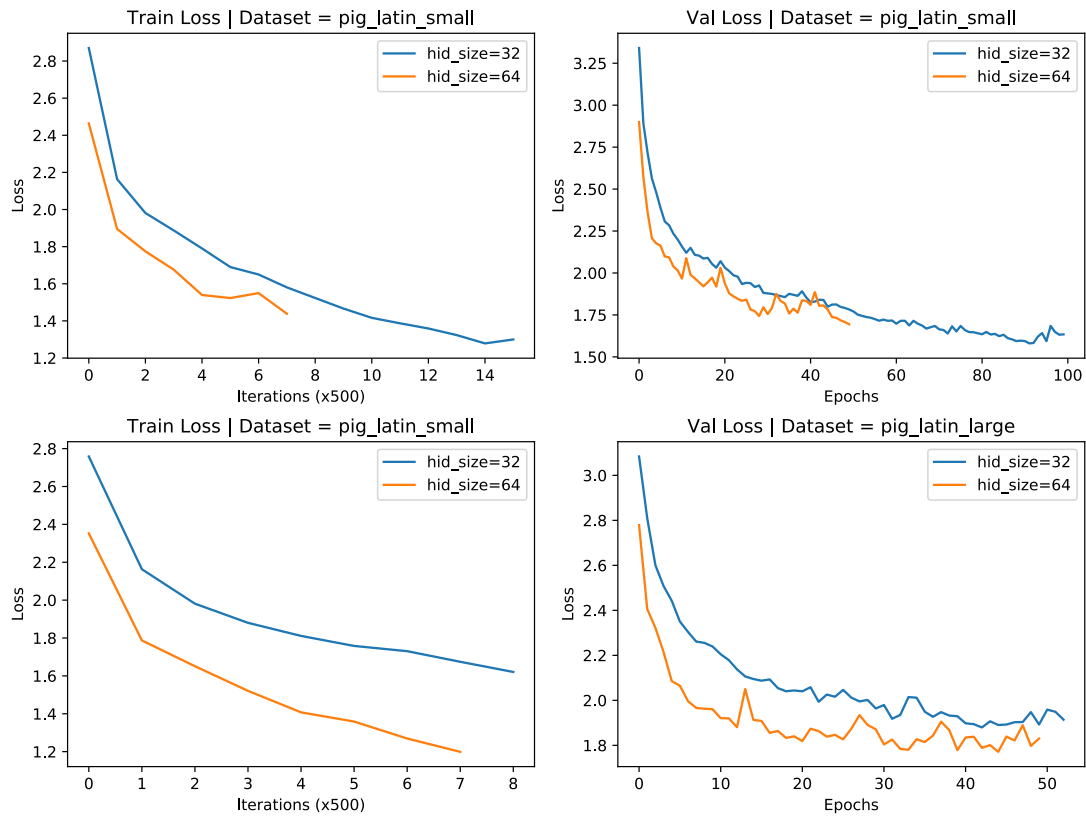 Train Loss | Dataset = pig_latin_small
hid_size=32
hid_size=64
2.8
2.6
2.4
2.2
2.0
1.8
1.6
1.4
1.2
Loss
0 2 4 6 8 10 12 14
Iterations (x500)
Val Loss | Dataset = pig_latin_small
hid_size=32
hid_size=64
3.25
3.00
2.75
2.50
2.25
2.00
1.75
1.50
Loss
0 20 40 60 80 100
Epochs
Train Loss | Dataset = pig_latin_small
hid_size=32
hid_size=64
2.8
2.6
2.4
2.2
2.0
1.8
1.6
1.4
1.2
Loss
0 1 2 3 4 5 6 7 8
Iterations (x500)
Val Loss | Dataset = pig_latin_large
hid_size=32
hid_size=64
3.0
2.8
2.6
2.4
2.2
2.0
1.8
Loss
0 10 20 30 40 50
Epochs